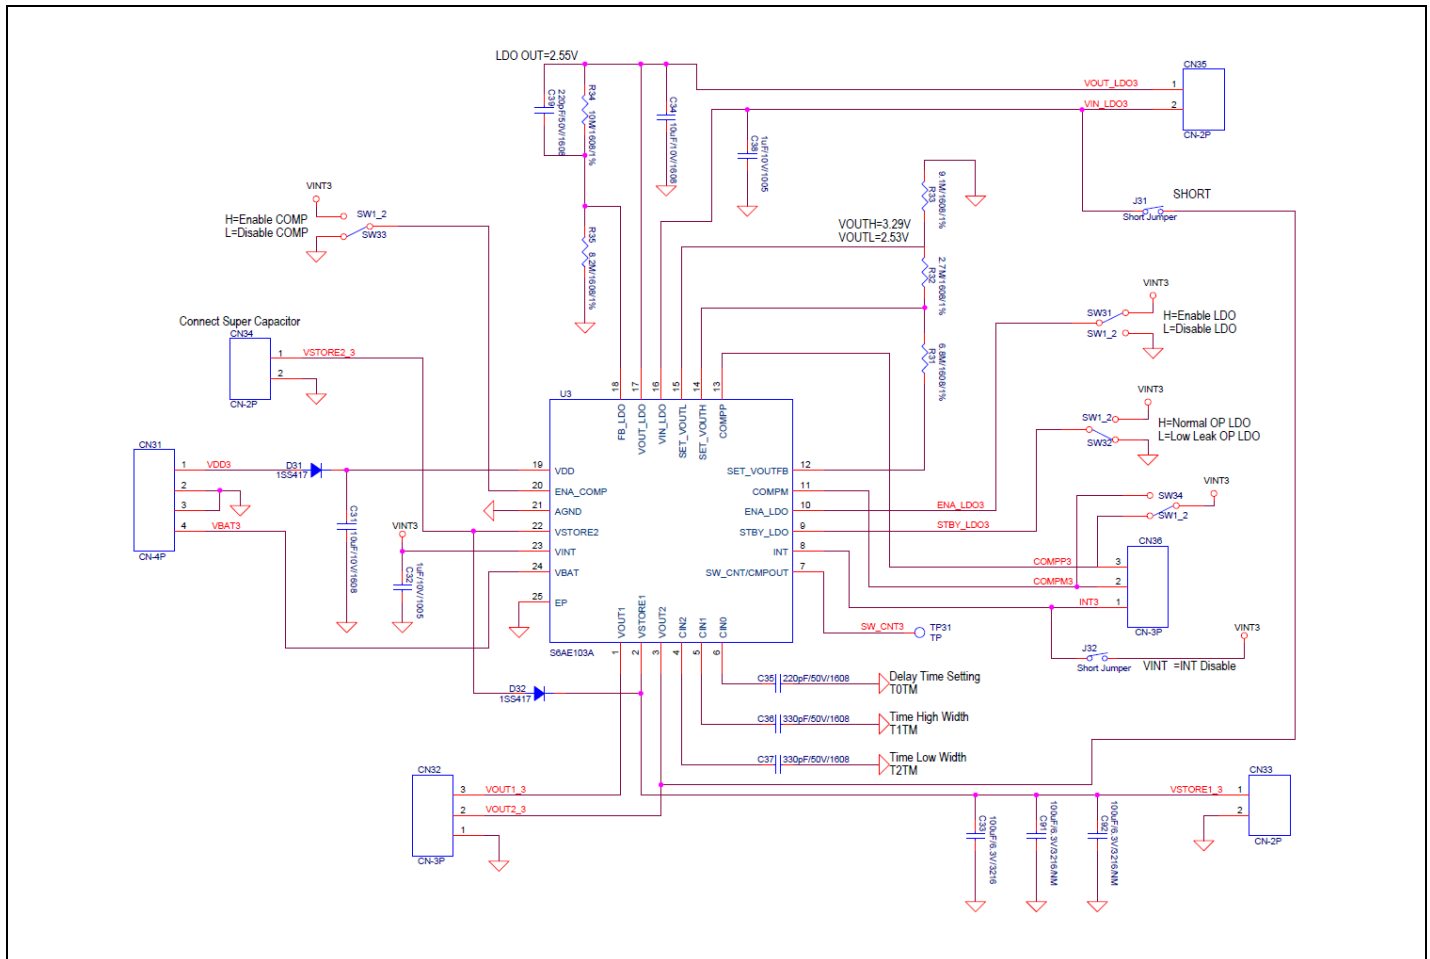 LDO OUT=2.55V
CN35
VOUT_LDO3
1
VIN_LDO3
2
CN-2P
C39
220pF/50V/1608
R34
10M/1608/1%
C34
10uF/10V/1608
C38
1uF/10V/1005
R33
9.1M/1608/1%
SHORT
J31
Short Jumper
VINT3
H=Enable COMP
L=Disable COMP
SW1_2
SW33
R35
8.2M/1608/1%
VOUTH=3.29V
VOUTL=2.53V
R32
2.7M/1608/1%
VINT3
SW31
SW1_2
H=Enable LDO
L=Disable LDO
Connect Super Capacitor
CN34
1
VSTORE2_3
2
CN-2P
R31
6.8M/1608/1%
VINT3
SW1_2
SW32
H=Normal OP LDO
L=Low Leak OP LDO
U3
18
17
16
15
14
13
FB_LDO
VOUT_LDO
VIN_LDO
SET_VOUTL
SET_VOUTH
COMPP
CN31
1
VDD3
2
3
4
VBAT3
CN-4P
D31
1SS417
C31
10uF/10V/1608
VINT3
C32
1uF/10V/1005
19
VDD
20
ENA_COMP
21
AGND
22
VSTORE2
23
VINT
24
VBAT
25
EP
SET_VOUTFB
12
COMPM
11
ENA_LDO
10
STBY_LDO
9
INT
8
SW_CNT/CMPOUT
7
ENA_LDO3
STBY_LDO3
VINT3
SW34
SW1_2
CN36
COMPP3
3
COMPM3
2
INT3
1
CN-3P
SW_CNT3
TP31
TP
VINT3
J32
Short Jumper
VINT =INT Disable
VOUT1
VSTORE1
VOUT2
CIN2
CIN1
CIN0
S6AE103A
1
2
3
4
5
6
D32
1SS417
C35
220pF/50V/1608
Delay Time Setting
T0TM
C36
330pF/50V/1608
Time High Width
T1TM
C37
330pF/50V/1608
Time Low Width
T2TM
CN32
3
VOUT1_3
2
VOUT2_3
1
CN-3P
CN33
VSTORE1_3
1
2
CN-2P
C33
100uF/6.3V/3216
C91
100uF/6.3V/3216/NM
C92
100uF/6.3V/3216/NM